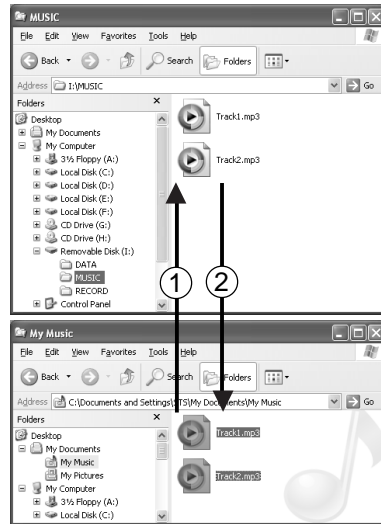 MUSIC
File Edit View Favorites Tools Help
Back Search Folders
Address I:\MUSIC Go
Folders ×
Desktop
My Documents
My Computer
3½ Floppy (A:)
Local Disk (C:)
Local Disk (D:)
Local Disk (E:)
Local Disk (F:)
CD Drive (G:)
CD Drive (H:)
Removable Disk (I:)
DATA
MUSIC
RECORD
Control Panel
Track1.mp3
Track2.mp3
1 2
My Music
File Edit View Favorites Tools Help
Back Search Folders
Address C:\Documents and Settings\STS\My Documents\My Music Go
Folders ×
Desktop
My Documents
My Music
My Pictures
My Computer
3½ Floppy (A:)
Local Disk (C:)
Track1.mp3
Track2.mp3